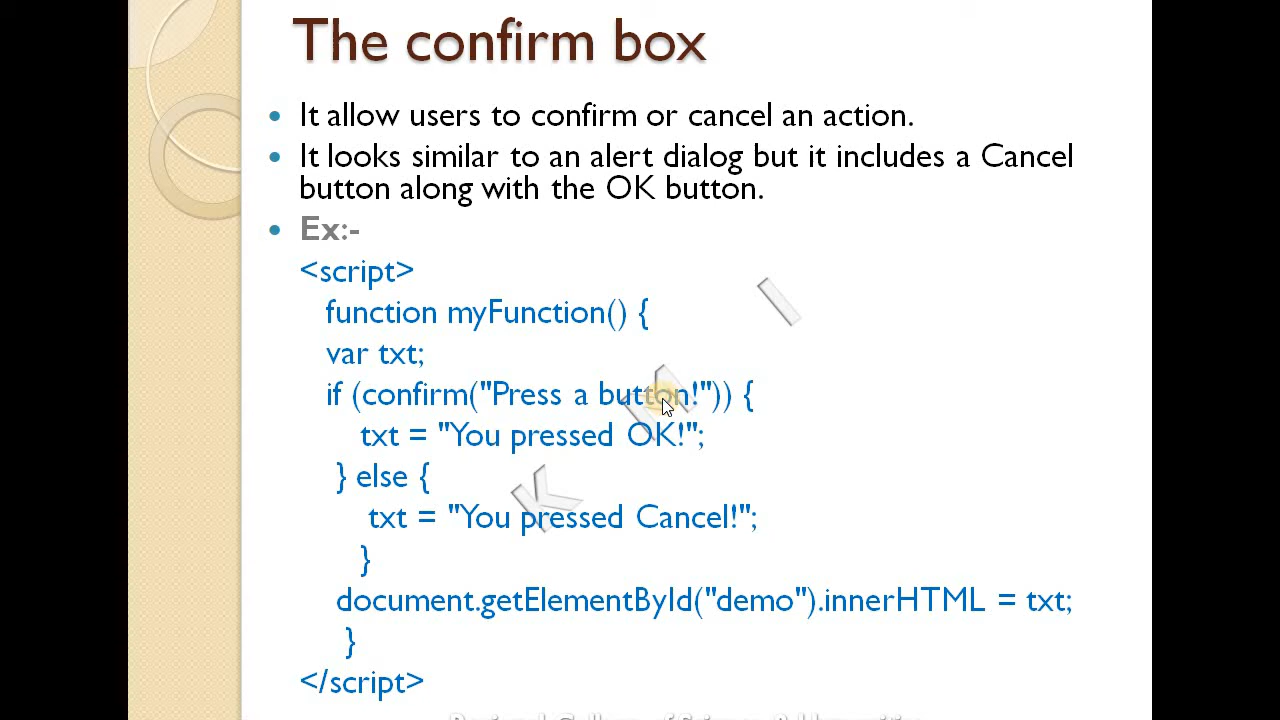 The confirm box
It allow users to confirm or cancel an action.
It looks similar to an alert dialog but it includes a Cancel
button along with the OK button.
Ex:-
<script>
function myFunction() {
var txt;
if (confirm("Press a button!")) {
txt = "You pressed OK!";
} else {
txt = "You pressed Cancel!";
}
document.getElementById("demo").innerHTML = txt;
}
</script>
K M I